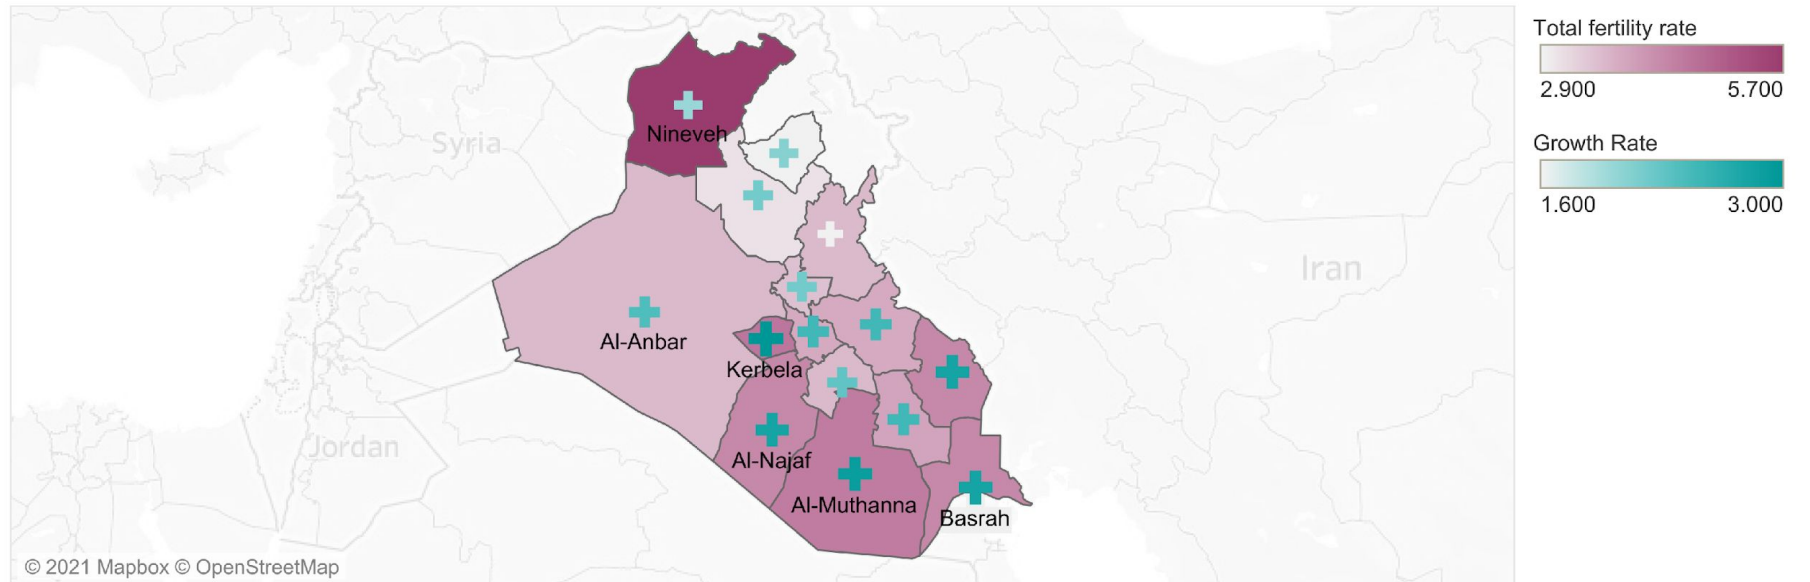 Total fertility rate
2.900 5.700
Growth Rate
1.600 3.000
Nineveh
Syria
Iran
Al-Anbar
Kerbela
Jordan
Al-Najaf
Al-Muthanna
Basrah
© 2021 Mapbox © OpenStreetMap